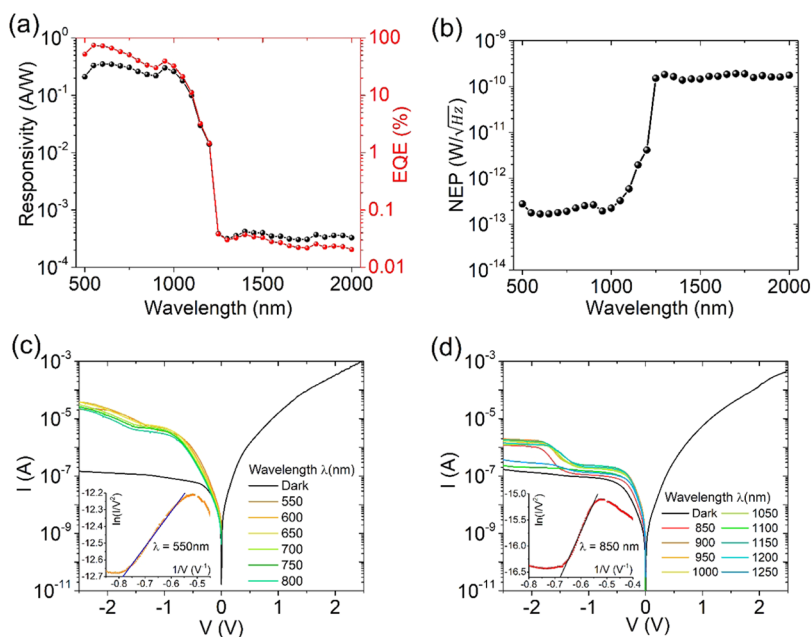 (a)
10⁰
10⁻¹
10⁻²
10⁻³
10⁻⁴
Responsivity (A/W)
100
10
1
0.1
0.01
EQE (%)
500 1000 1500 2000
Wavelength (nm)
(b)
10⁻⁹
10⁻¹⁰
10⁻¹¹
10⁻¹²
10⁻¹³
10⁻¹⁴
NEP (W/√Hz)
500 1000 1500 2000
Wavelength (nm)
(c)
10⁻³
10⁻⁵
10⁻⁷
10⁻⁹
10⁻¹¹
I (A)
Wavelength λ(nm)
Dark
550
600
650
700
750
800
-12.2
-12.3
-12.4
-12.5
-12.6
-12.7
ln(I/V²)
λ = 550nm
-0.8 -0.7 -0.6 -0.5
1/V (V⁻¹)
-2 -1 0 1 2
V (V)
(d)
10⁻³
10⁻⁵
10⁻⁷
10⁻⁹
10⁻¹¹
I (A)
Wavelength λ(nm)
Dark 1050
850 1100
900 1150
950 1200
1000 1250
-15.0
-15.5
-16.0
-16.5
ln(I/V²)
λ = 850 nm
-0.8 -0.7 -0.6 -0.5 -0.4
1/V (V⁻¹)
-2 -1 0 1 2
V (V)